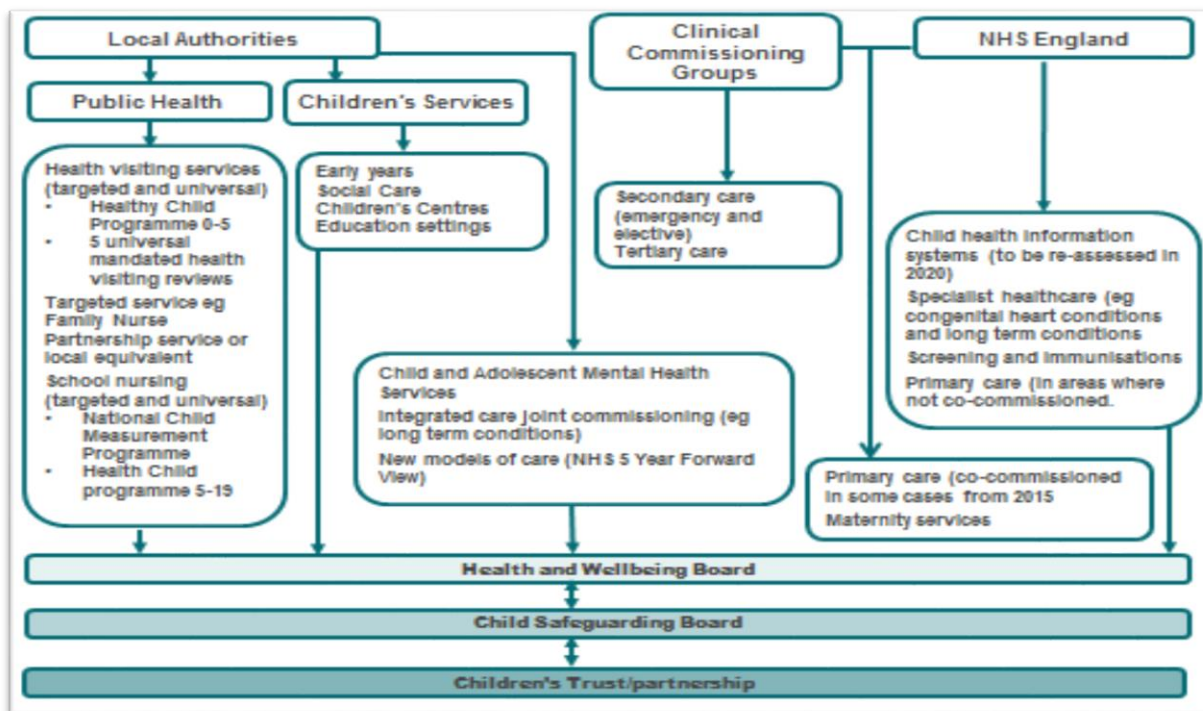 Local Authorities
Clinical
Commissioning
Groups
NHS England
Public Health
Children's Services
Health visiting services
(targeted and universal)
• Healthy Child
Programme 0-5
• 5 universal
mandated health
visiting reviews
Targeted service eg
Family Nurse
Partnership service or
local equivalent
School nursing
(targeted and universal)
• National Child
Measurement
Programme
• Health Child
programme 5-19
Early years
Social Care
Children's Centres
Education settings
Secondary care
(emergency and
elective)
Tertiary care
Child health information
systems (to be re-assessed in
2020)
Specialist healthcare (eg
congenital heart conditions
and long term conditions
Screening and immunisations
Primary care (in areas where
not co-commissioned.
Child and Adolescent Mental Health
Services
Integrated care joint commissioning (eg
long term conditions)
New models of care (NHS 5 Year Forward
View)
Primary care (co-commissioned
in some cases from 2015
Maternity services
Health and Wellbeing Board
Child Safeguarding Board
Children's Trust/partnership